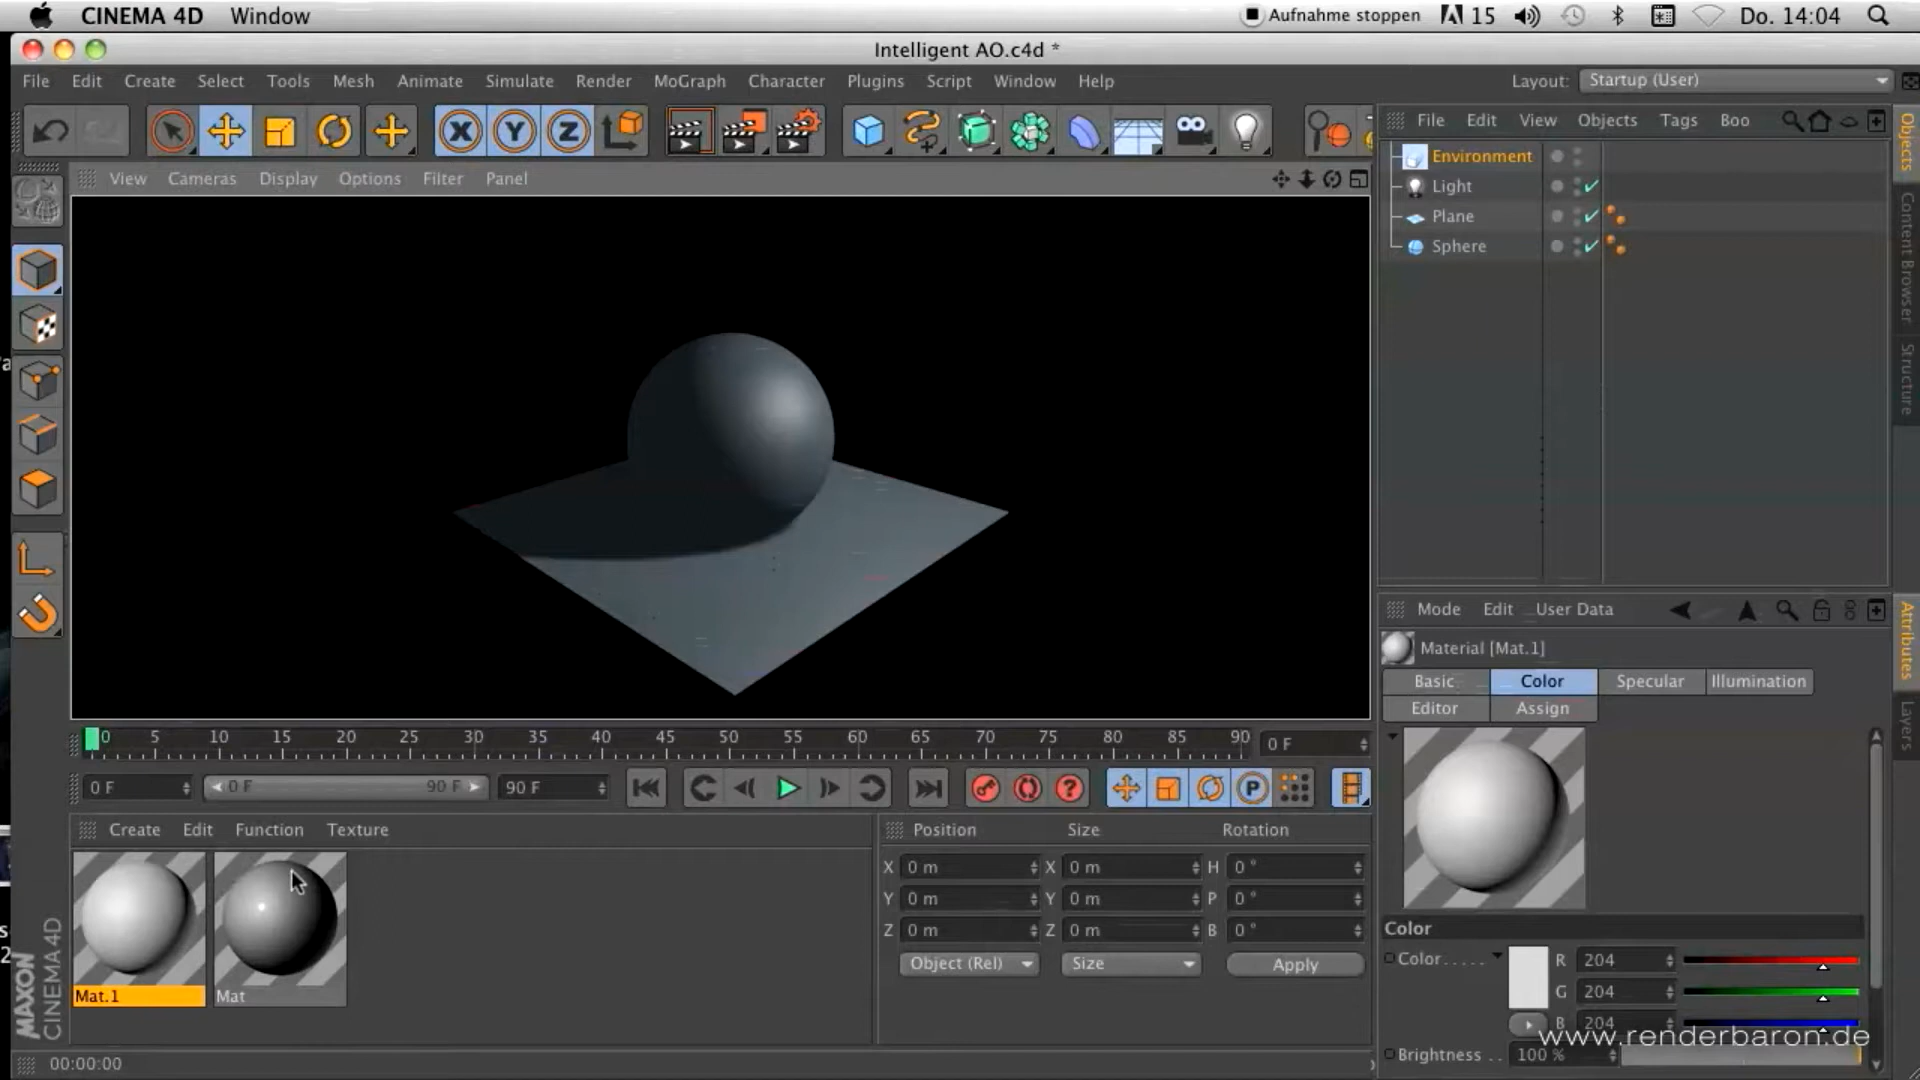 CINEMA 4D Window Aufnahme stoppen 15 Do. 14:04
Intelligent AO.c4d *
File Edit Create Select Tools Mesh Animate Simulate Render MoGraph Character Plugins Script Window Help Layout: Startup (User)
X Y Z
File Edit View Objects Tags Boo
View Cameras Display Options Filter Panel
Environment
Light
Plane
Sphere
Objects
Content Browser
Structure
Mode Edit User Data
Material [Mat.1]
Basic Color Specular Illumination
Editor Assign
Attributes
Layers
0 5 10 15 20 25 30 35 40 45 50 55 60 65 70 75 80 85 90 0 F
0 F 0 F 90 F 90 F ? P
Create Edit Function Texture
Position Size Rotation
X 0 m X 0 m H 0 °
Y 0 m Y 0 m P 0 °
Z 0 m Z 0 m B 0 °
Object (Rel) Size Apply
Mat.1 Mat
MAXON
CINEMA 4D
Color
Color..... R 204
G 204
B 204
Brightness .. 100 %
www.renderbaron.de
00:00:00